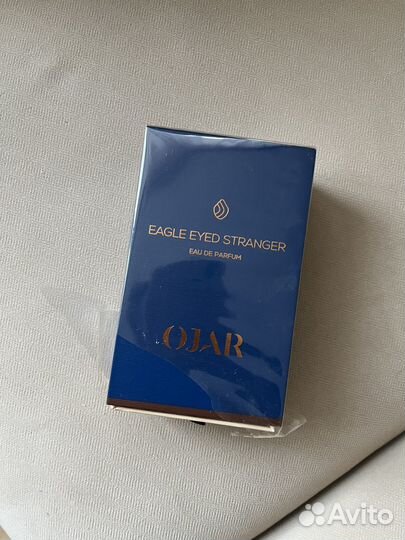 EAGLE EYED STRANGER
EAU DE PARFUM
OJAR
Avito